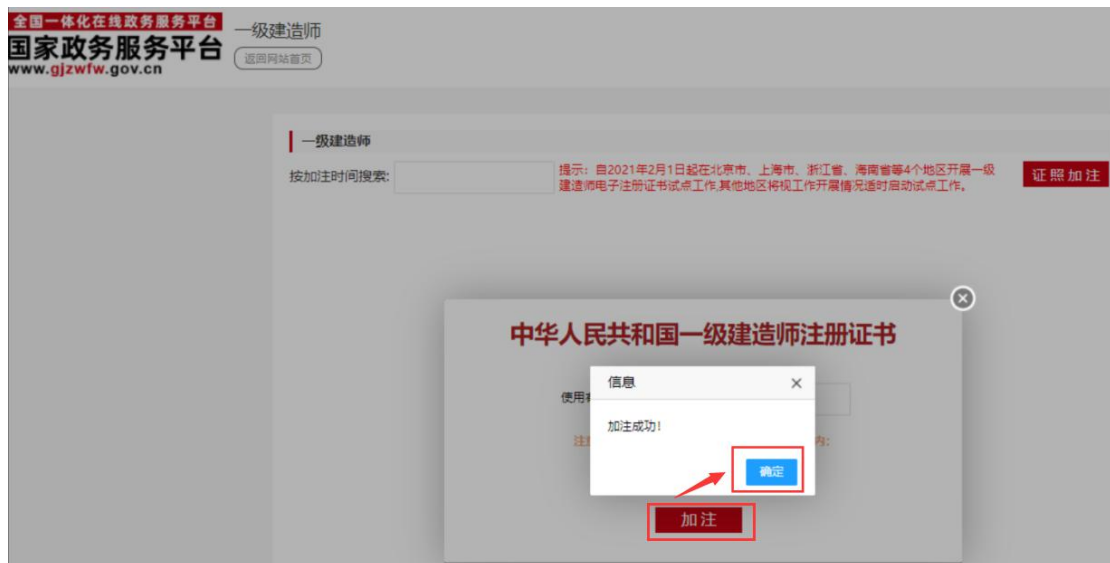 全国一体化在线政务服务平台
国家政务服务平台
www.gjzwfw.gov.cn
一级建造师
返回网站首页
一级建造师
按加注时间搜索:
提示：自2021年2月1日起在北京市、上海市、浙江省、海南省等4个地区开展一级
建造师电子注册证书试点工作,其他地区将视工作开展情况适时启动试点工作。
证照加注
中华人民共和国一级建造师注册证书
信息
使用
加注成功!
注
内:
确定
加注